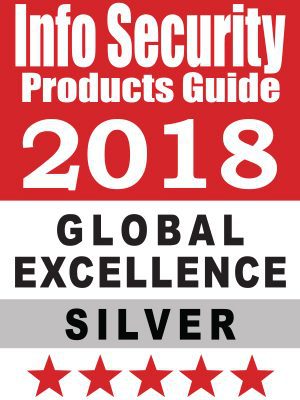 Info Security
Products Guide
2018
GLOBAL
EXCELLENCE
SILVER